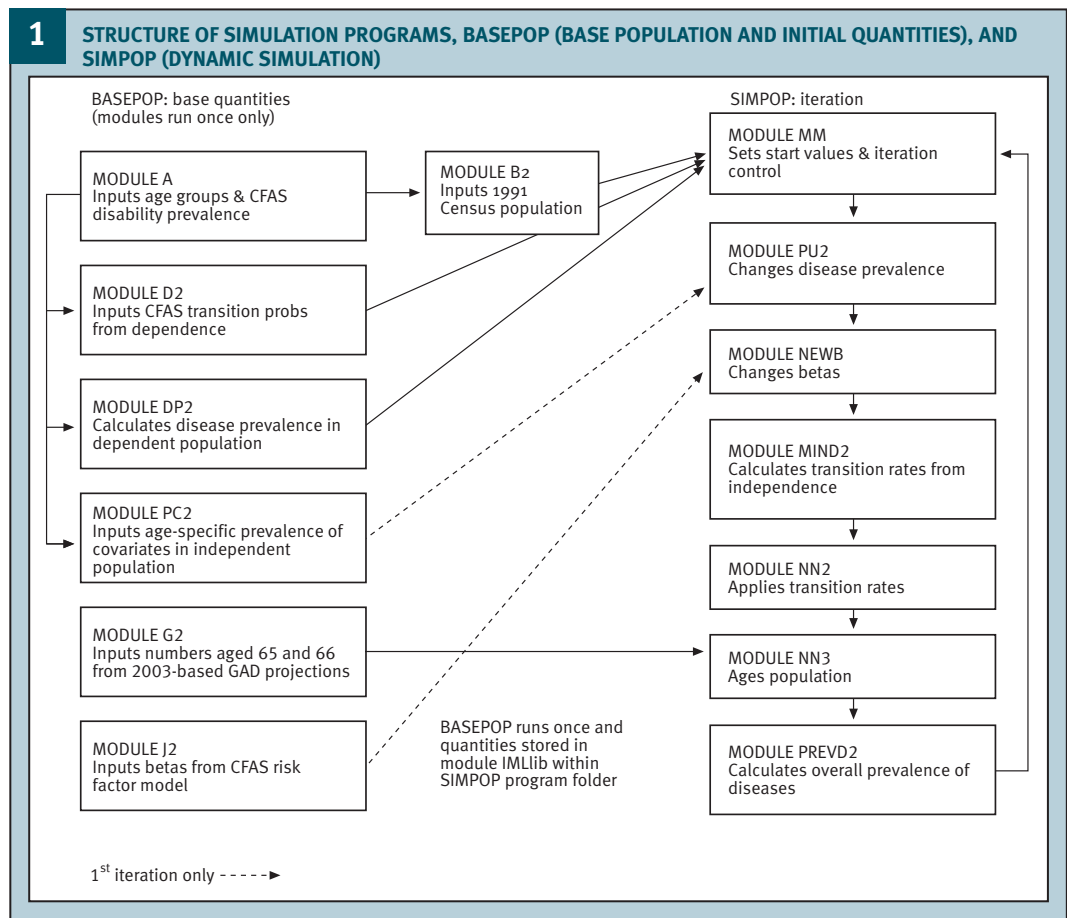 1
STRUCTURE OF SIMULATION PROGRAMS, BASEPOP (BASE POPULATION AND INITIAL QUANTITIES), AND
SIMPOP (DYNAMIC SIMULATION)
BASEPOP: base quantities
(modules run once only)
MODULE A
Inputs age groups & CFAS
disability prevalence
MODULE B2
Inputs 1991
Census population
MODULE D2
Inputs CFAS transition probs
from dependence
MODULE DP2
Calculates disease prevalence in
dependent population
MODULE PC2
Inputs age-specific prevalence of
covariates in independent
population
MODULE G2
Inputs numbers aged 65 and 66
from 2003-based GAD projections
MODULE J2
Inputs betas from CFAS risk
factor model
BASEPOP runs once and
quantities stored in
module IMLlib within
SIMPOP program folder
SIMPOP: iteration
MODULE MM
Sets start values & iteration
control
MODULE PU2
Changes disease prevalence
MODULE NEWB
Changes betas
MODULE MIND2
Calculates transition rates from
independence
MODULE NN2
Applies transition rates
MODULE NN3
Ages population
MODULE PREVD2
Calculates overall prevalence of
diseases
1st iteration only